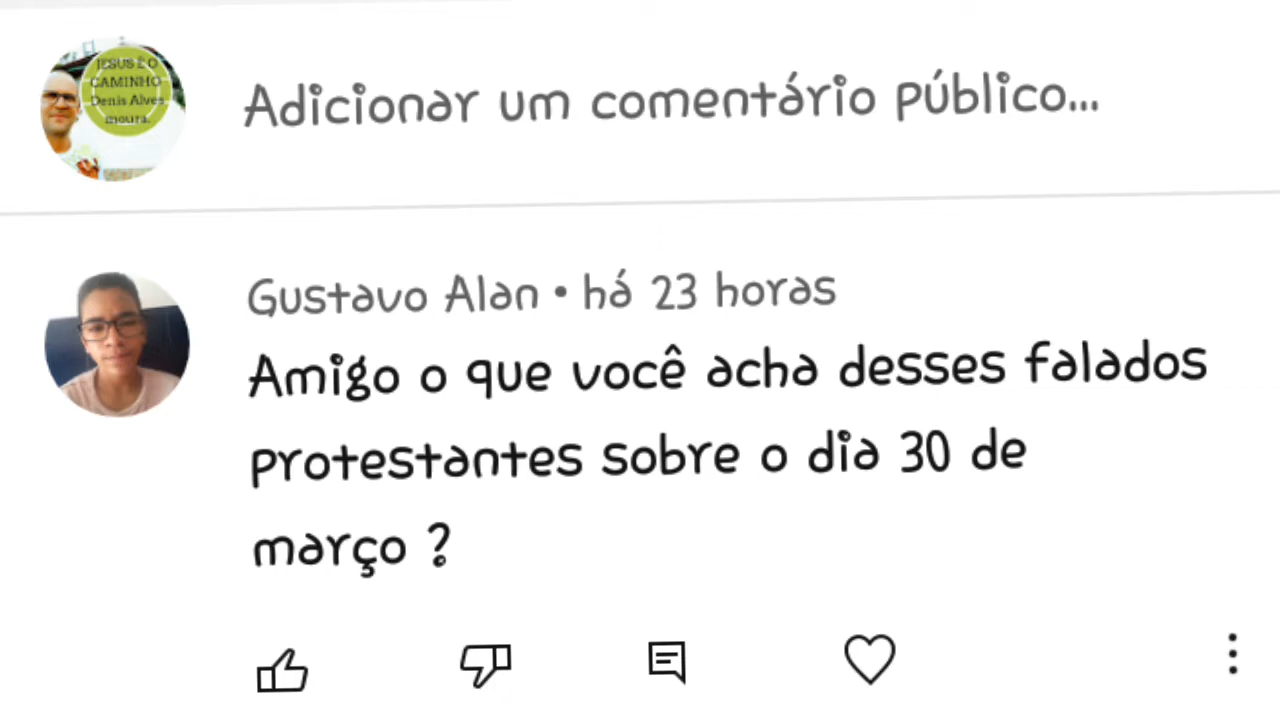 JESUS É O
CAMINHO
Denis Alves
moura.
Adicionar um comentário público...
Gustavo Alan • há 23 horas
Amigo o que você acha desses falados
protestantes sobre o dia 30 de
março ?